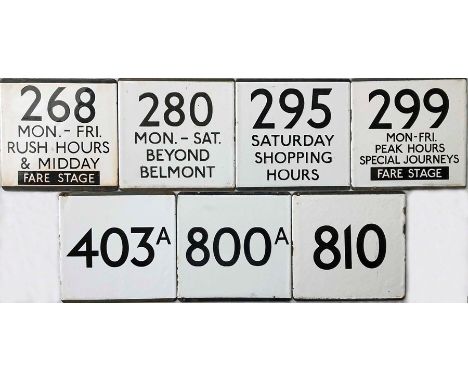 268
MON.-FRI.
RUSH HOURS
& MIDDAY
FARE STAGE
280
MON.-SAT.
BEYOND
BELMONT
295
SATURDAY
SHOPPING
HOURS
299
MON-FRI.
PEAK HOURS
SPECIAL JOURNEYS
FARE STAGE
403A
800A
810